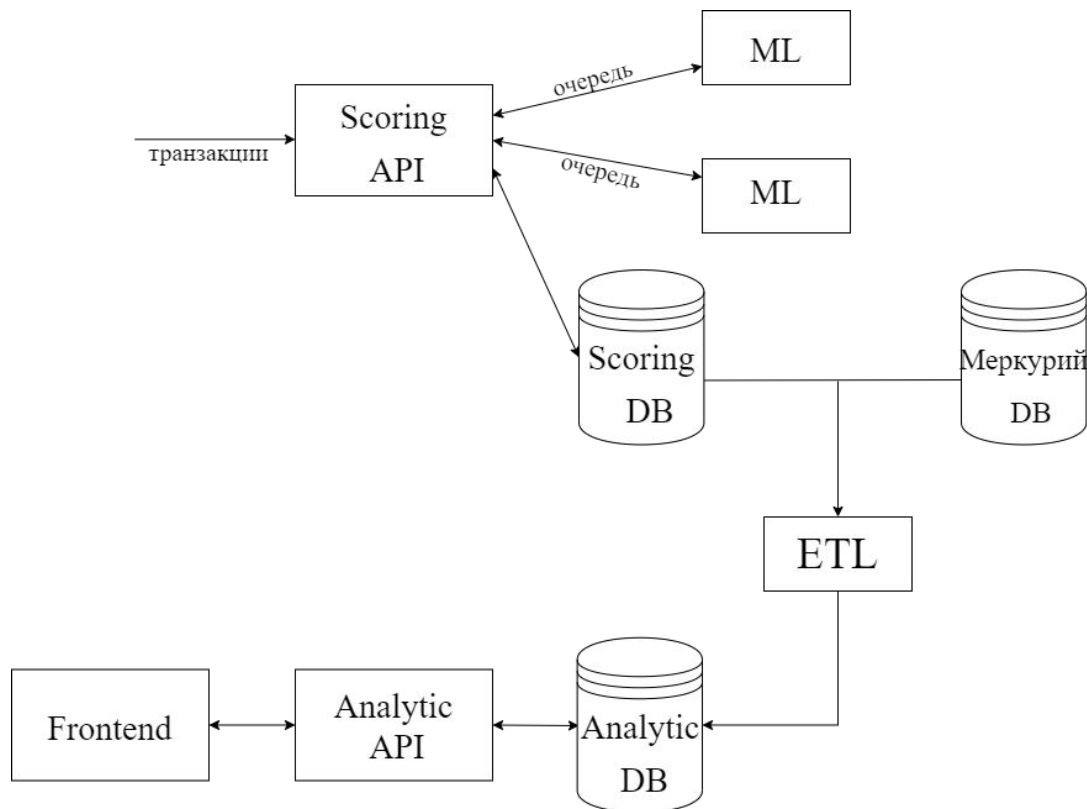 ML
очередь
Scoring
API
транзакции
очередь
ML
Scoring
DB
Меркурий
DB
ETL
Frontend
Analytic
API
Analytic
DB